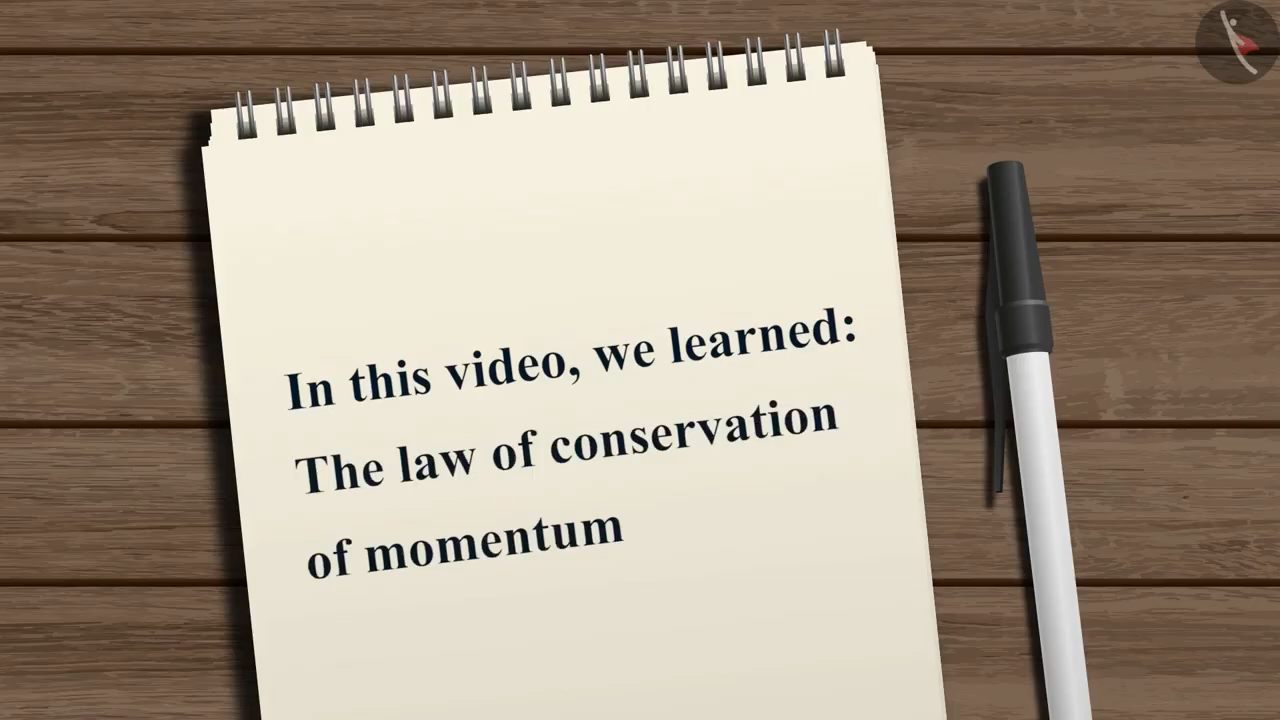 In this video, we learned:
The law of conservation
of momentum